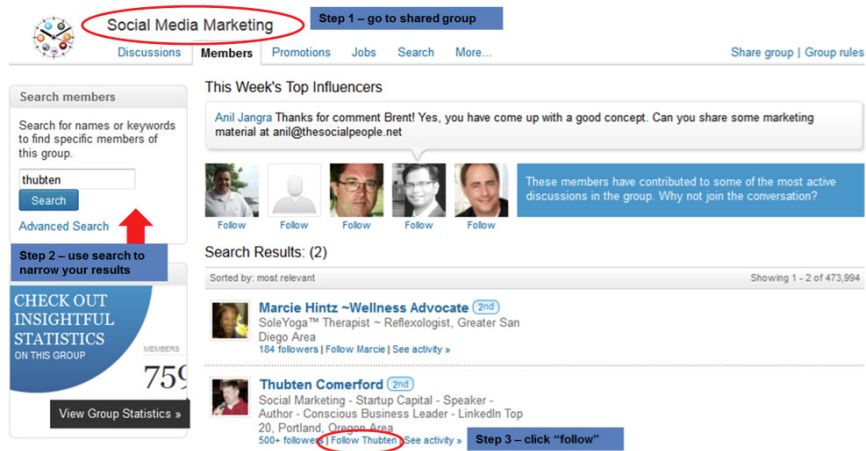 Social Media Marketing
Step 1 – go to shared group
Discussions Members Promotions Jobs Search More...
Share group | Group rules
Search members
Search for names or keywords
to find specific members of
this group.
thubten
Search
Advanced Search
Step 2 – use search to
narrow your results
CHECK OUT
INSIGHTFUL
STATISTICS
ON THIS GROUP
MEMBERS
759
View Group Statistics »
This Week's Top Influencers
Anil Jangra Thanks for comment Brent! Yes, you have come up with a good concept. Can you share some marketing
material at anil@thesocialpeople.net
Follow Follow Follow Follow Follow
These members have contributed to some of the most active
discussions in the group. Why not join the conversation?
Search Results: (2)
Sorted by: most relevant
Showing 1 - 2 of 473,994
Marcie Hintz ~Wellness Advocate 2nd
SoleYoga™ Therapist ~ Reflexologist, Greater San
Diego Area
184 followers | Follow Marcie | See activity »
Thubten Comerford 2nd
Social Marketing - Startup Capital - Speaker -
Author - Conscious Business Leader - LinkedIn Top
20, Portland, Oregon Area
500+ followers | Follow Thubten | See activity »
Step 3 – click “follow”